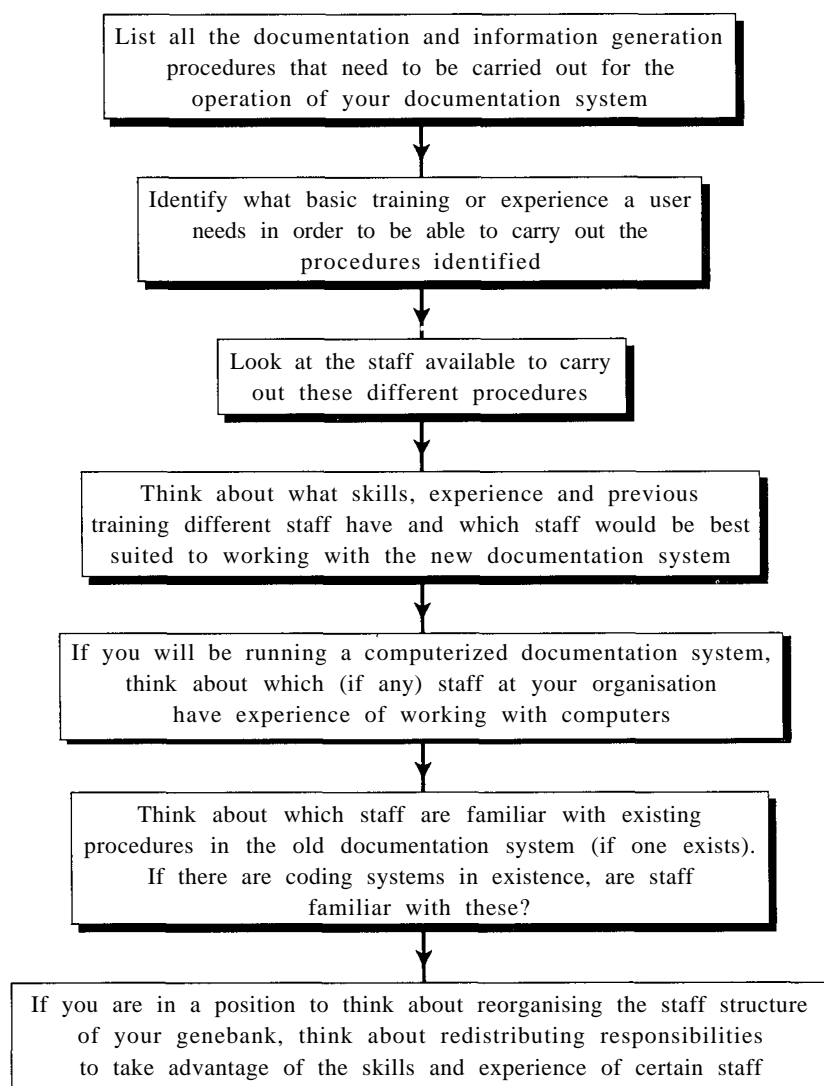 List all the documentation and information generation
procedures that need to be carried out for the
operation of your documentation system
Identify what basic training or experience a user
needs in order to be able to carry out the
procedures identified
Look at the staff available to carry
out these different procedures
Think about what skills, experience and previous
training different staff have and which staff would be best
suited to working with the new documentation system
If you will be running a computerized documentation system,
think about which (if any) staff at your organisation
have experience of working with computers
Think about which staff are familiar with existing
procedures in the old documentation system (if one exists).
If there are coding systems in existence, are staff
familiar with these?
If you are in a position to think about reorganising the staff structure
of your genebank, think about redistributing responsibilities
to take advantage of the skills and experience of certain staff